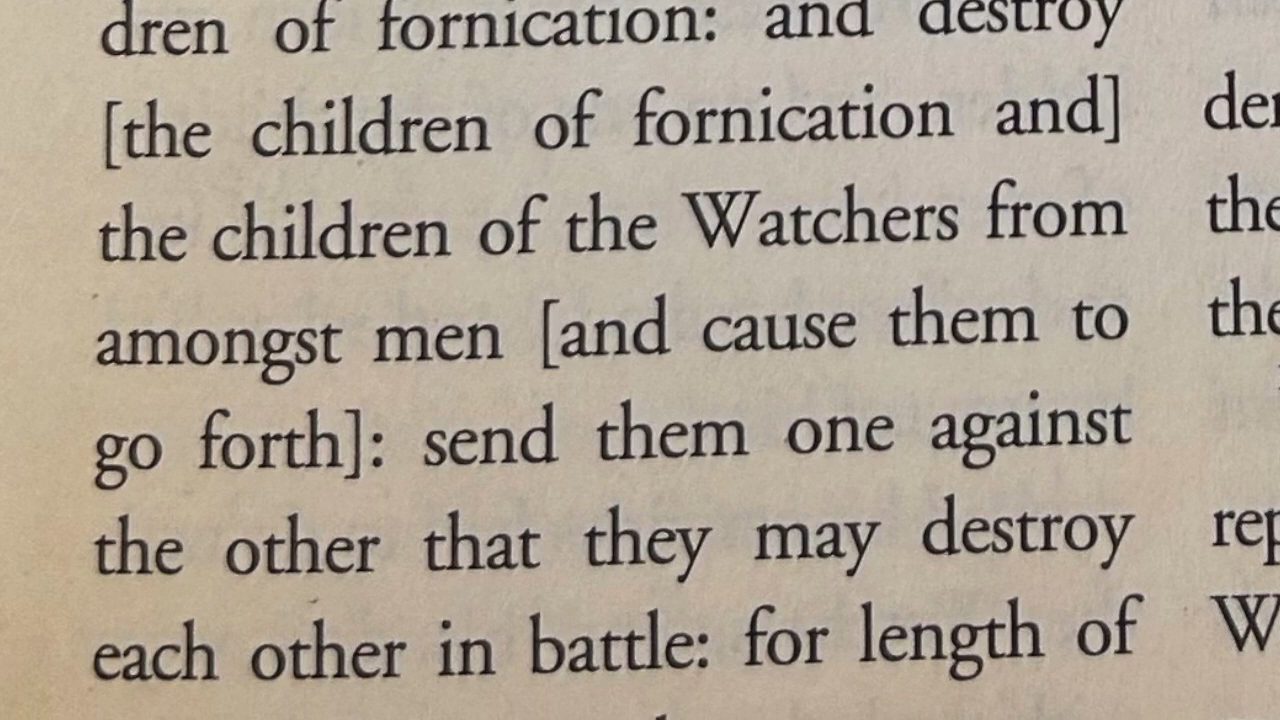 dren of fornication: and destroy
[the children of fornication and]
the children of the Watchers from
amongst men [and cause them to
go forth]: send them one against
the other that they may destroy
each other in battle: for length of